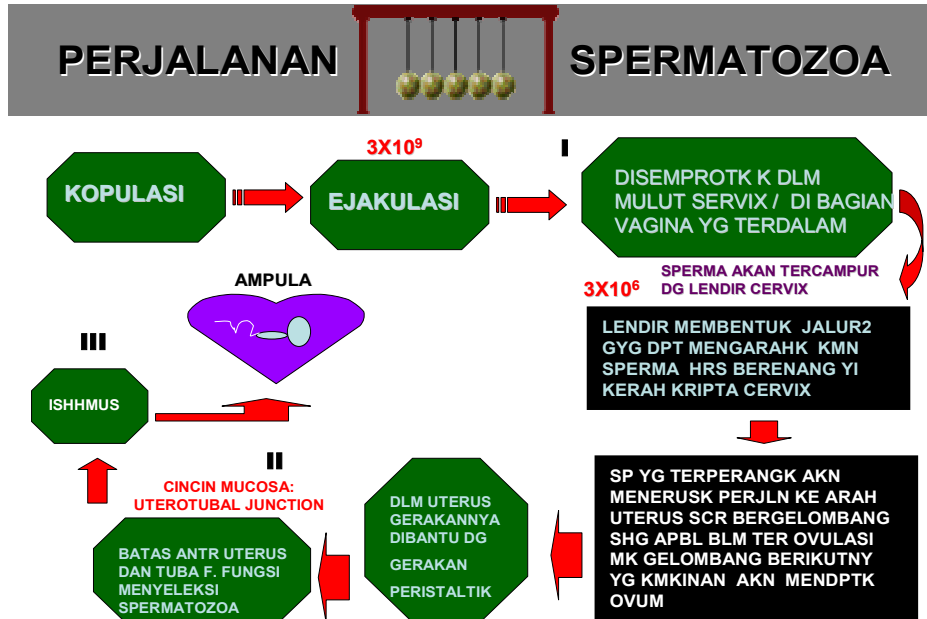 PERJALANAN SPERMATOZOA
KOPULASI
3X10⁹
EJAKULASI
I
DISEMPROTK K DLM
MULUT SERVIX / DI BAGIAN
VAGINA YG TERDALAM
SPERMA AKAN TERCAMPUR
DG LENDIR CERVIX
3X10⁶
LENDIR MEMBENTUK JALUR2
GYG DPT MENGARAHK KMN
SPERMA HRS BERENANG YI
KERAH KRIPTA CERVIX
SP YG TERPERANGK AKN
MENERUSK PERJLN KE ARAH
UTERUS SCR BERGELOMBANG
SHG APBL BLM TER OVULASI
MK GELOMBANG BERIKUTNY
YG KMKINAN AKN MENDPTK
OVUM
DLM UTERUS
GERAKANNYA
DIBANTU DG
GERAKAN
PERISTALTIK
II
CINCIN MUCOSA:
UTEROTUBAL JUNCTION
BATAS ANTR UTERUS
DAN TUBA F. FUNGSI
MENYELEKSI
SPERMATOZOA
III
ISHHMUS
AMPULA